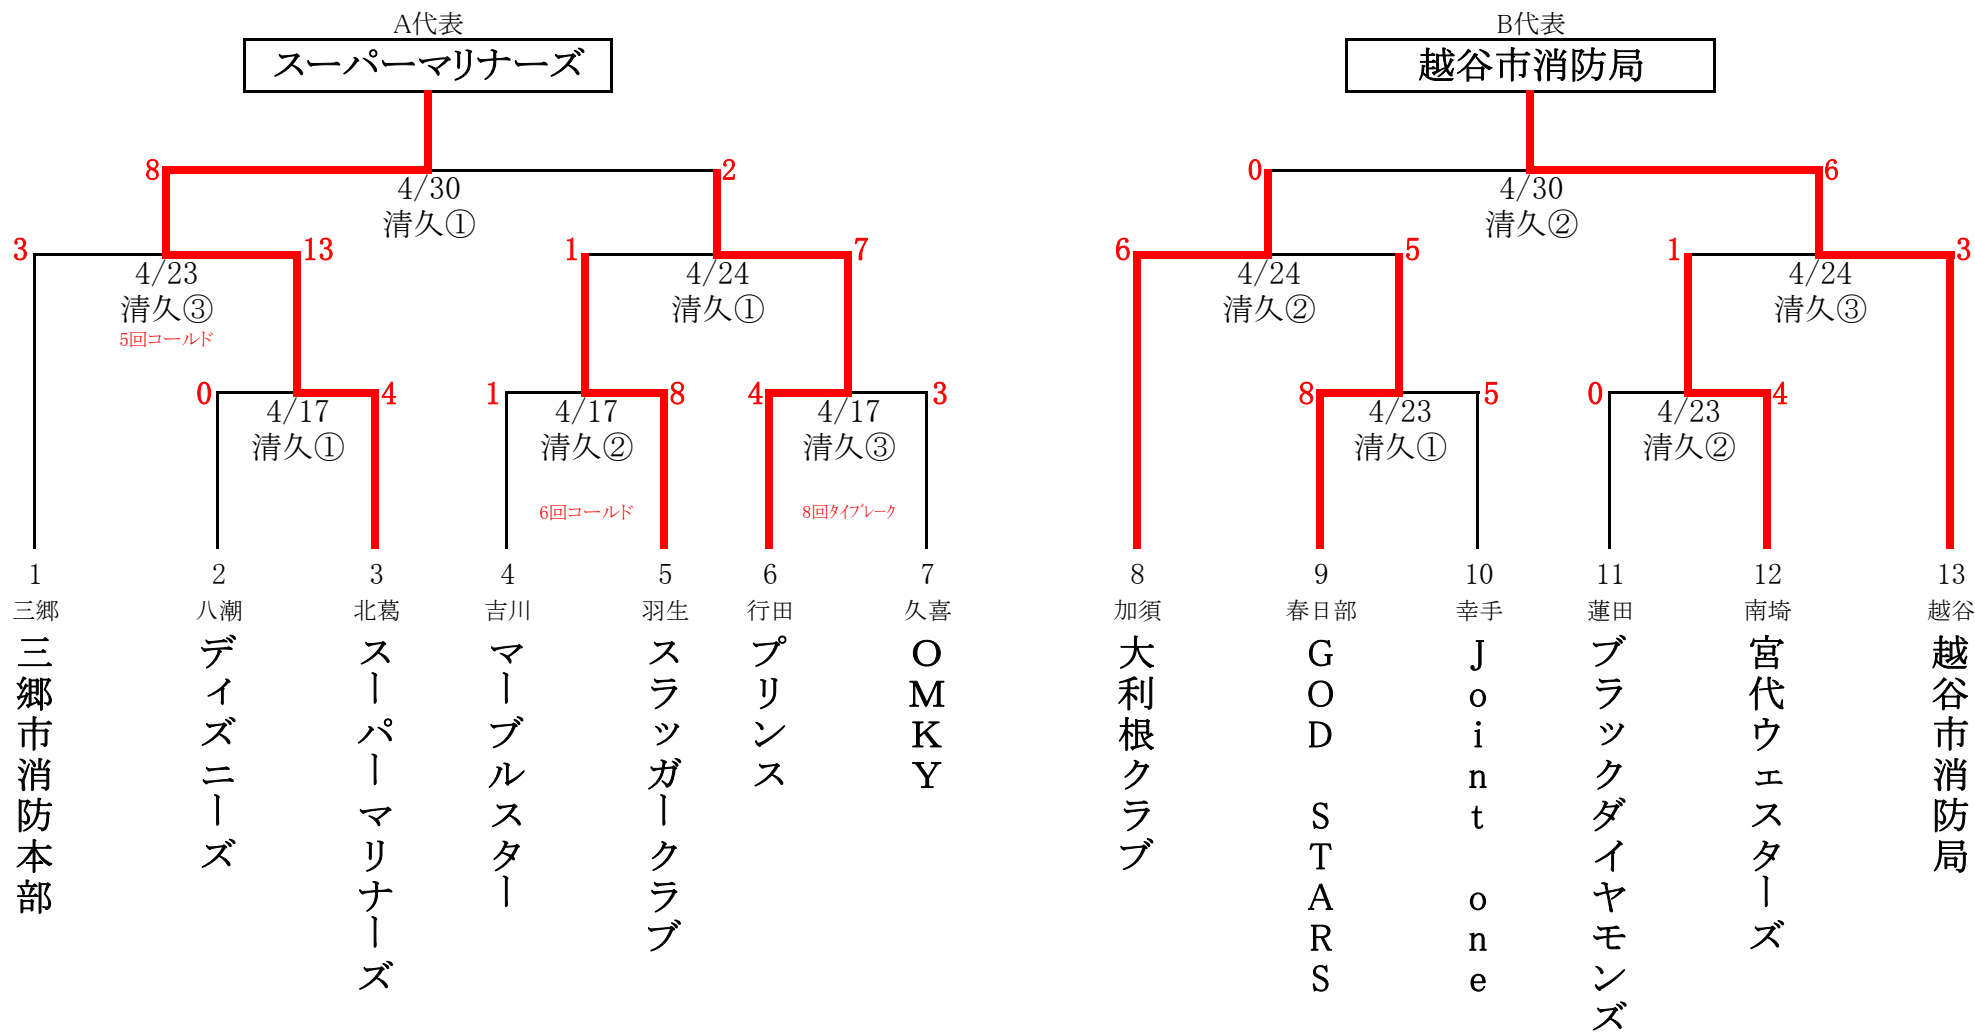 A代表
スーパーマリナーズ
8
2
4/30
清久①
3
13
4/23
清久③
5回コールド
1
7
4/24
清久①
0
4
4/17
清久①
1
8
4/17
清久②
6回コールド
4
3
4/17
清久③
8回ﾀｲﾌﾞﾚｰｸ
1
三郷
三郷市消防本部
2
八潮
ディズニーズ
3
北葛
スーパーマリナーズ
4
吉川
マーブルスター
5
羽生
スラッガークラブ
6
行田
プリンス
7
久喜
OMKY
B代表
越谷市消防局
0
6
4/30
清久②
6
5
4/24
清久②
1
3
4/24
清久③
8
5
4/23
清久①
0
4
4/23
清久②
8
加須
大利根クラブ
9
春日部
GOD STARS
10
幸手
Joint one
11
蓮田
ブラックダイヤモンズ
12
南埼
宮代ウェスターズ
13
越谷
越谷市消防局